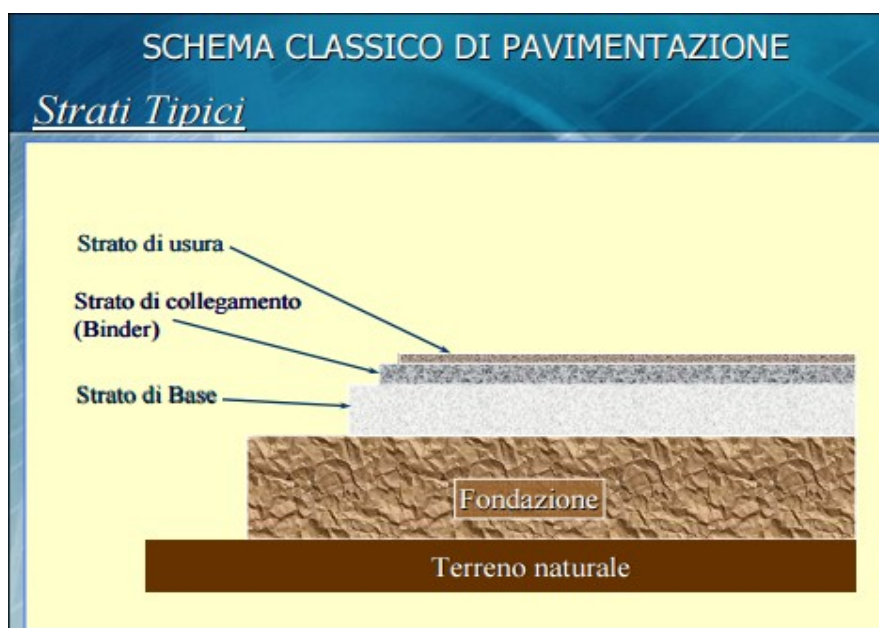 SCHEMA CLASSICO DI PAVIMENTAZIONE
Strati Tipici
Strato di usura
Strato di collegamento
(Binder)
Strato di Base
Fondazione
Terreno naturale